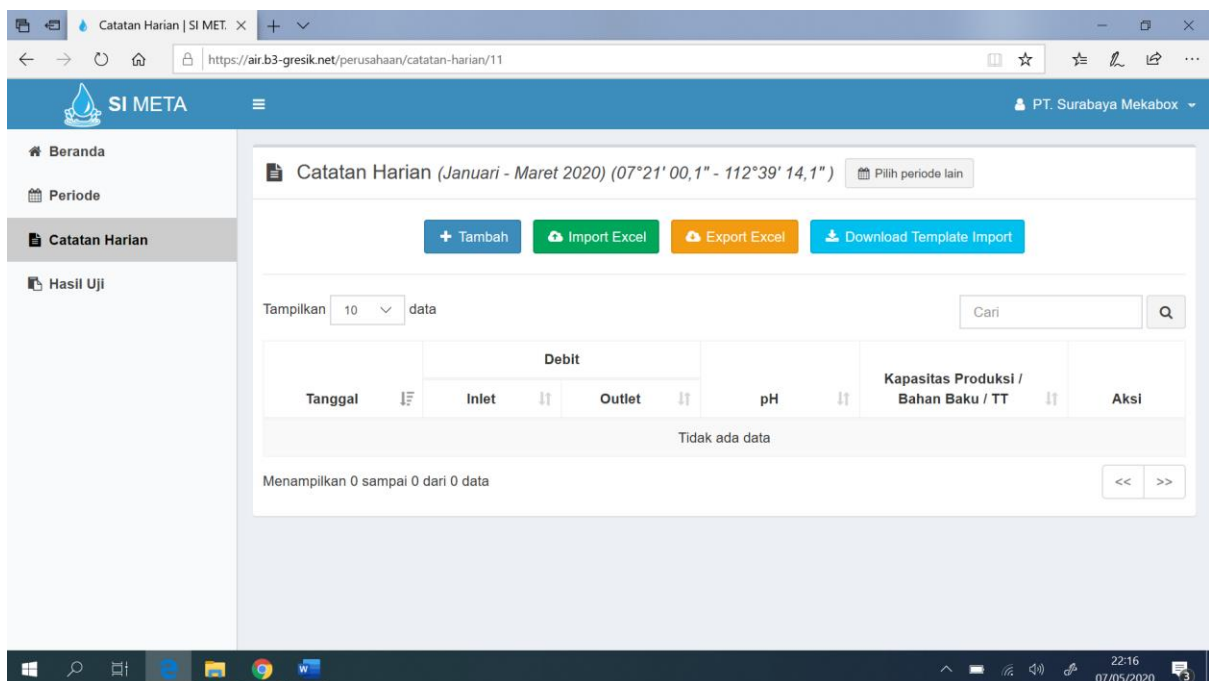 Catatan Harian | SI MET.
https://air.b3-gresik.net/perusahaan/catatan-harian/11
SI META
PT. Surabaya Mekabox
Beranda
Periode
Catatan Harian
Hasil Uji
Catatan Harian (Januari - Maret 2020) (07°21' 00,1" - 112°39' 14,1" )
Pilih periode lain
+ Tambah
Import Excel
Export Excel
Download Template Import
Tampilkan 10 data
Cari
Debit
Kapasitas Produksi /
Tanggal Inlet Outlet pH Bahan Baku / TT Aksi
Tidak ada data
Menampilkan 0 sampai 0 dari 0 data
<< >>
22:16
07/05/2020
3